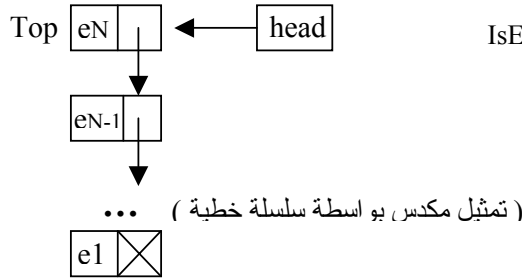 Top eN head IsE
eN-1
... ( تمثيل مكدس بواسطة سلسلة خطية )
e1